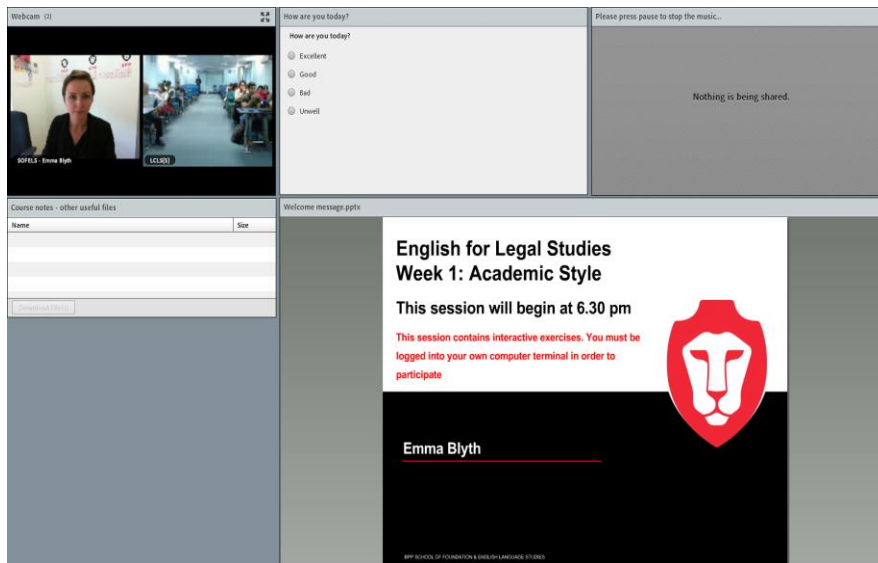 Webcam (2)
SOFELS - Emma Blyth
LCLS[S]
How are you today?
How are you today?
Excellent
Good
Bad
Unwell
Please press pause to stop the music..
Nothing is being shared.
Course notes - other useful files
Name
Size
Download File(s)
Welcome message.pptx
English for Legal Studies
Week 1: Academic Style
This session will begin at 6.30 pm
This session contains interactive exercises. You must be
logged into your own computer terminal in order to
participate
Emma Blyth
BPP SCHOOL OF FOUNDATION & ENGLISH LANGUAGE STUDIES